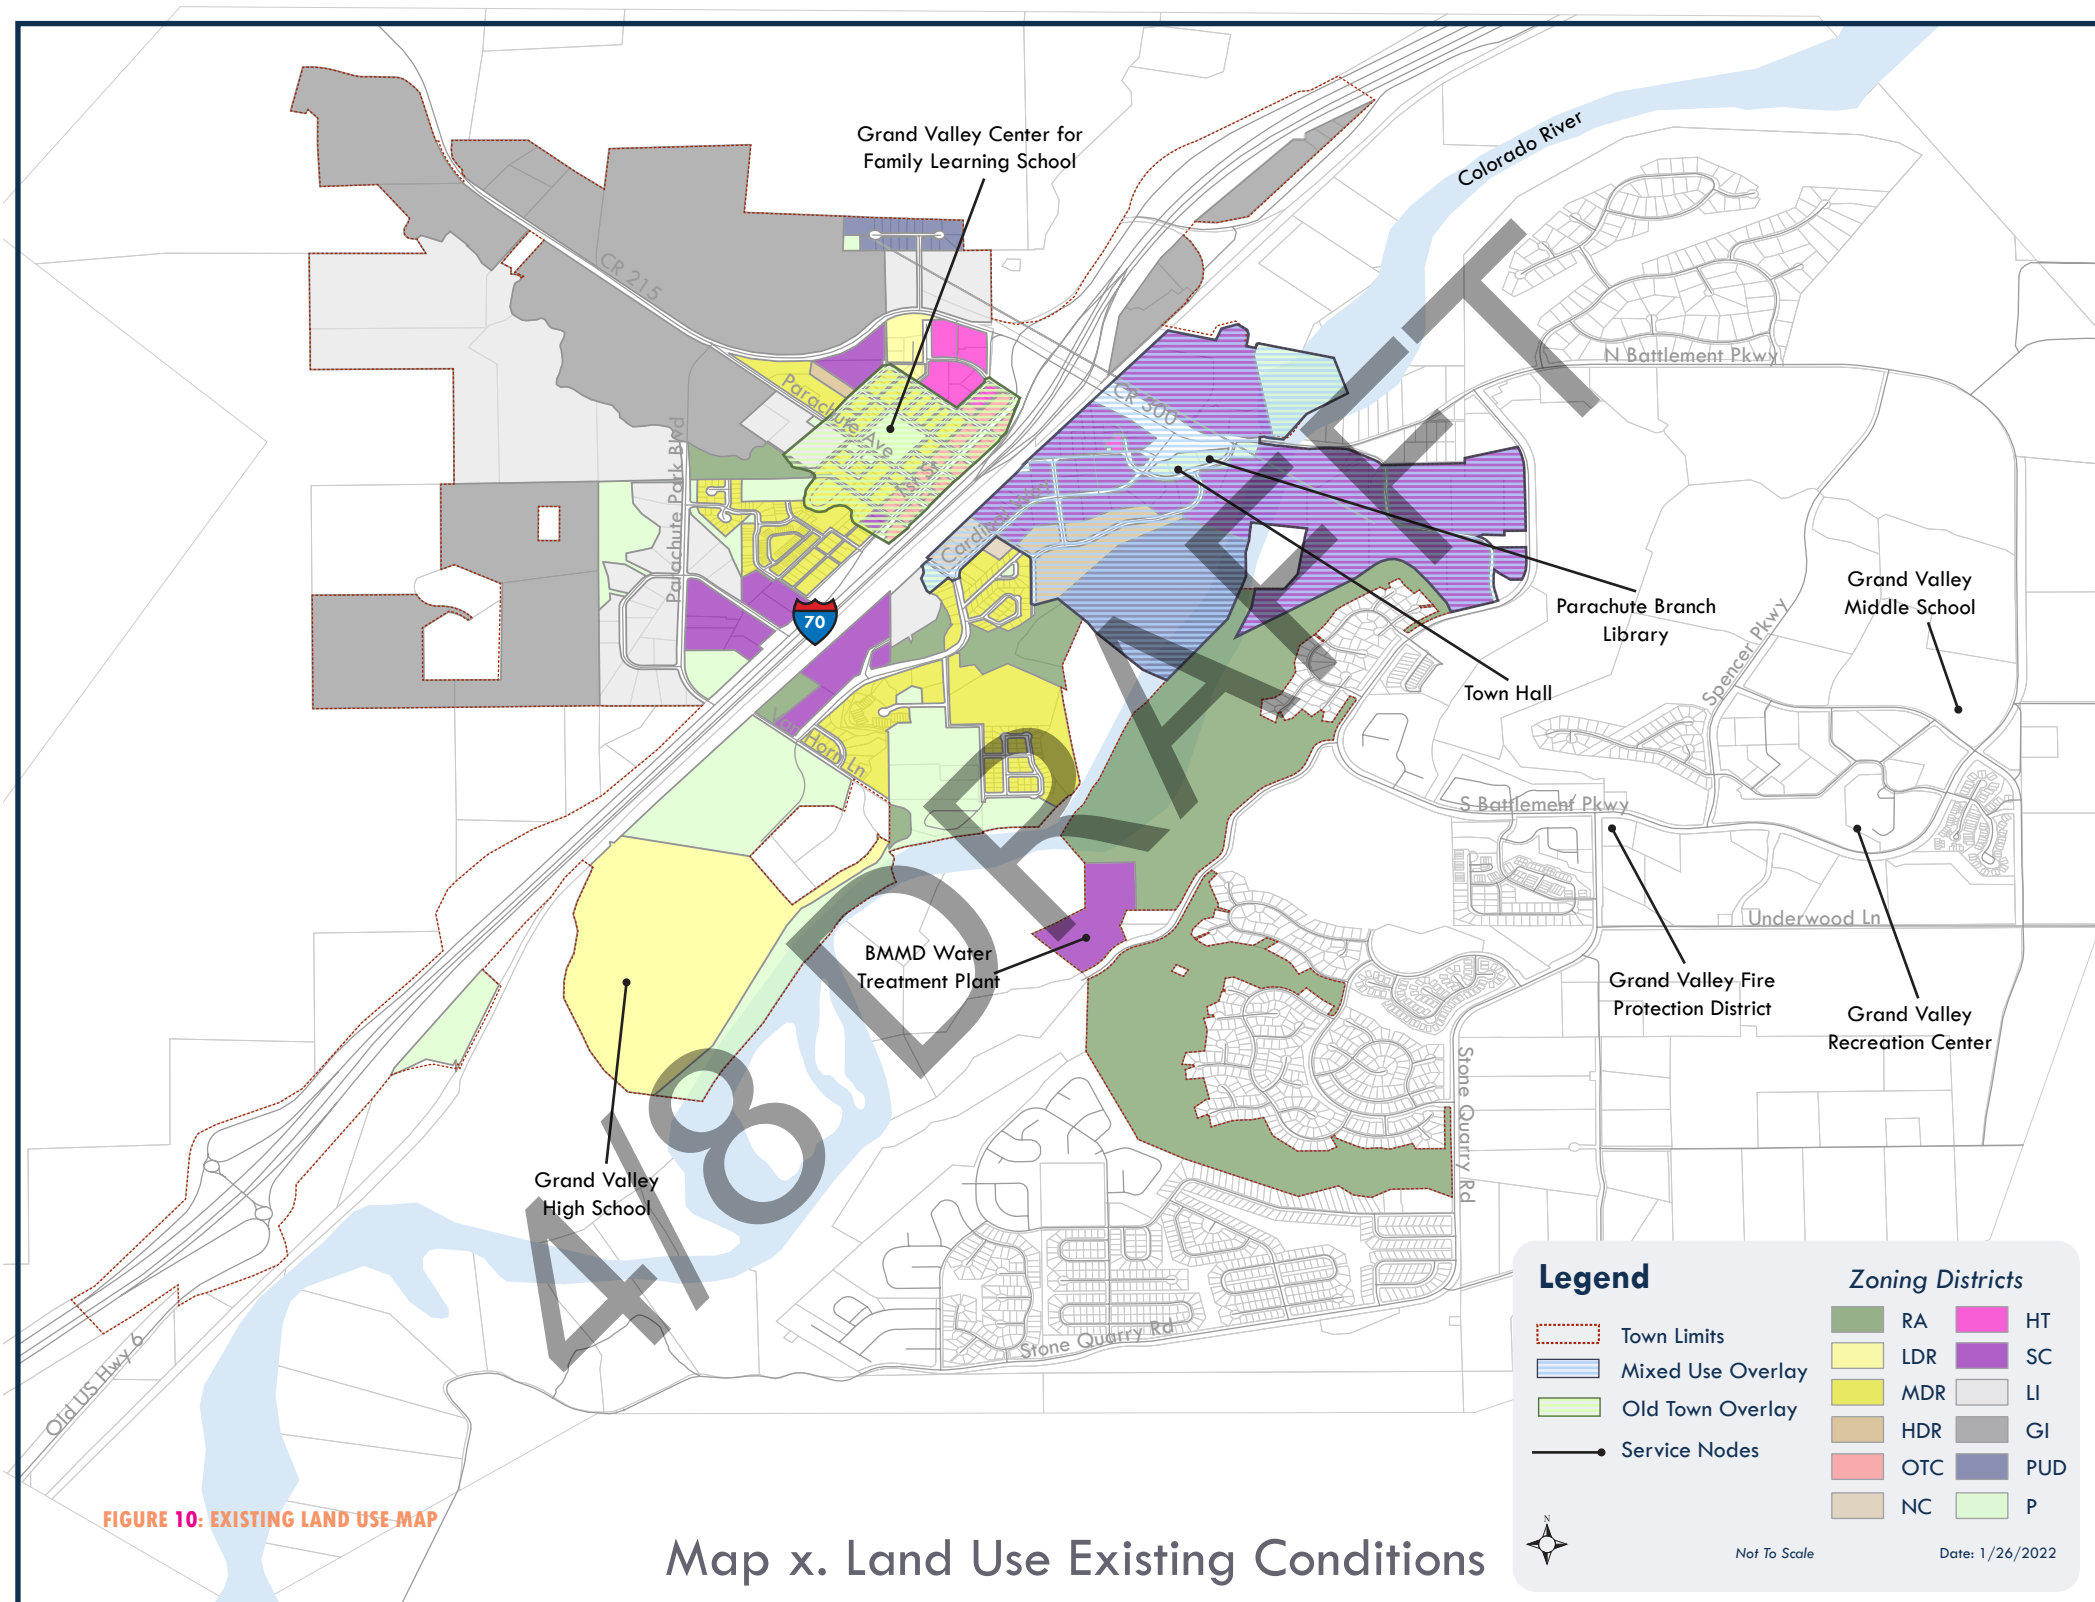 Grand Valley Center for
Family Learning School
Colorado River
CR 215
N Battlement Pkwy
CR 300
Parachute Ave
1st St
Parachute Park Blvd
Cardinal Way
70
Parachute Branch
Library
Grand Valley
Middle School
Town Hall
Spencer Pkwy
Van Horn Ln
S Battlement Pkwy
Underwood Ln
BMMD Water
Treatment Plant
Grand Valley Fire
Protection District
Grand Valley
Recreation Center
Grand Valley
High School
Stone Quarry Rd
Stone Quarry Rd
Old US Hwy 6
4/8 DRAFT
Legend
Town Limits
Mixed Use Overlay
Old Town Overlay
Service Nodes
Zoning Districts
RA
HT
LDR
SC
MDR
LI
HDR
GI
OTC
PUD
NC
P
N
Not To Scale
Date: 1/26/2022
FIGURE 10: EXISTING LAND USE MAP
Map x. Land Use Existing Conditions